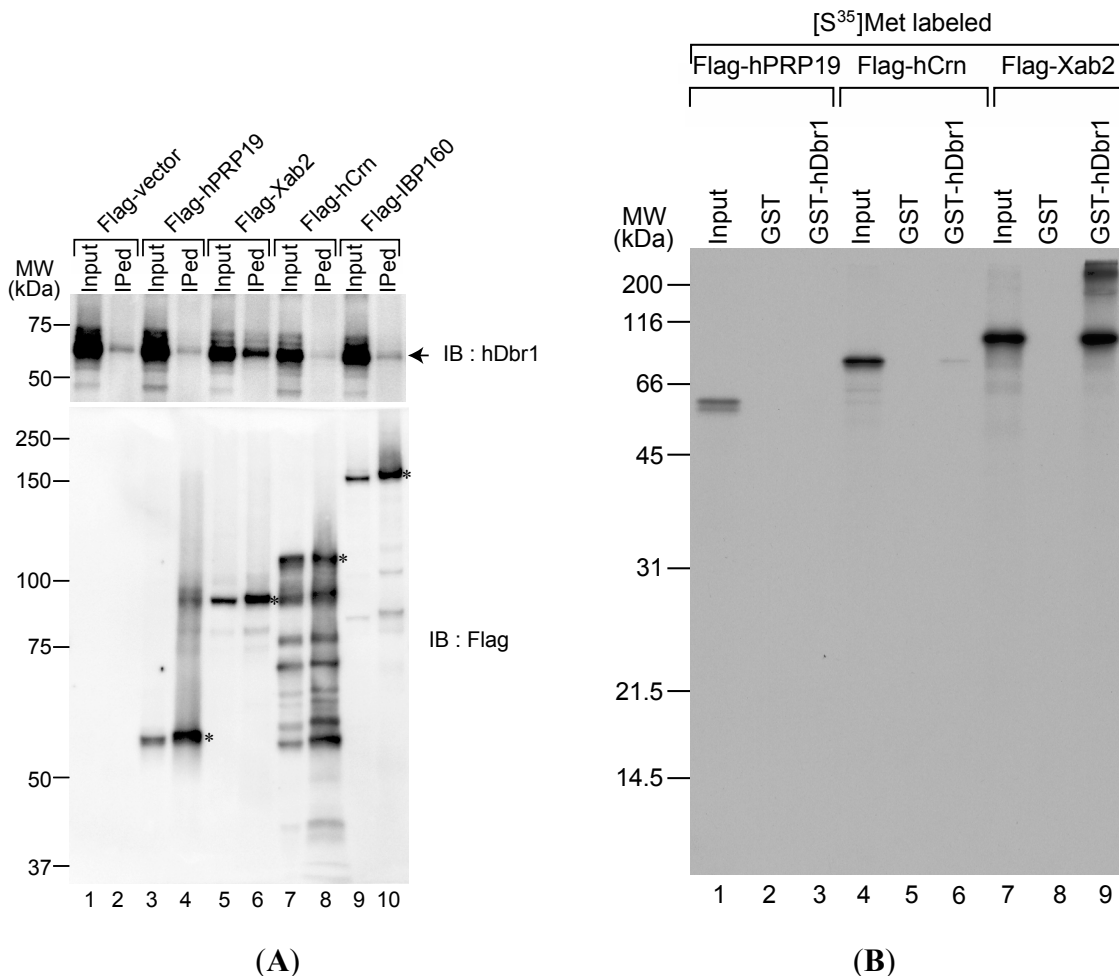 Flag-vector
Flag-hPRP19
Flag-Xab2
Flag-hCrn
Flag-IBP160
MW
(kDa)
Input
IPed
Input
IPed
Input
IPed
Input
IPed
Input
IPed
75
50
IB : hDbr1
250
150
100
75
50
37
*
*
*
*
*
IB : Flag
1 2 3 4 5 6 7 8 9 10
(A)
[S35]Met labeled
Flag-hPRP19 Flag-hCrn Flag-Xab2
MW
(kDa)
Input
GST
GST-hDbr1
Input
GST
GST-hDbr1
Input
GST
GST-hDbr1
200
116
66
45
31
21.5
14.5
1 2 3 4 5 6 7 8 9
(B)